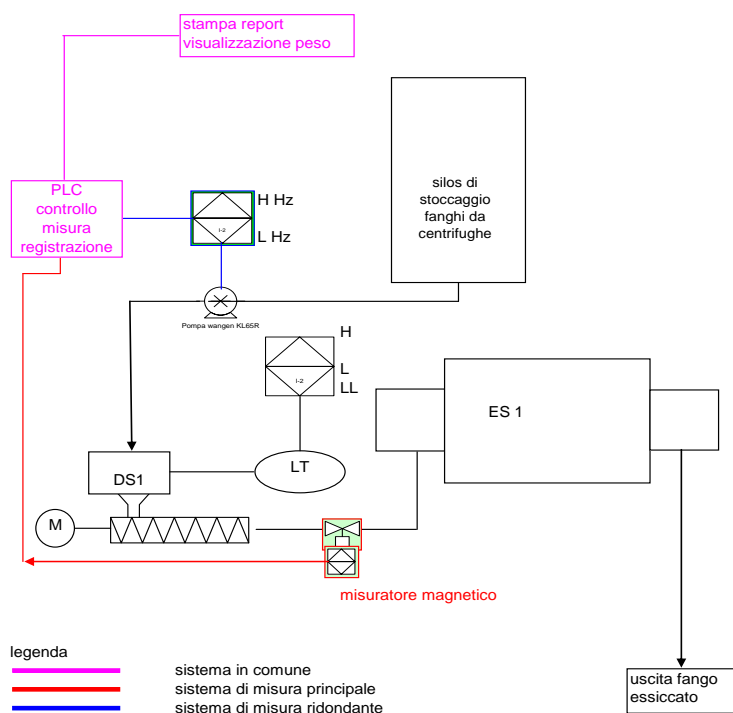 stampa report
visualizzazione peso
PLC
controllo
misura
registrazione
H Hz
I-2
L Hz
silos di
stoccaggio
fanghi da
centrifughe
Pompa wangen KL65R
H
I-2
L
LL
ES 1
DS1
LT
M
misuratore magnetico
legenda
sistema in comune
sistema di misura principale
sistema di misura ridondante
uscita fango
essiccato